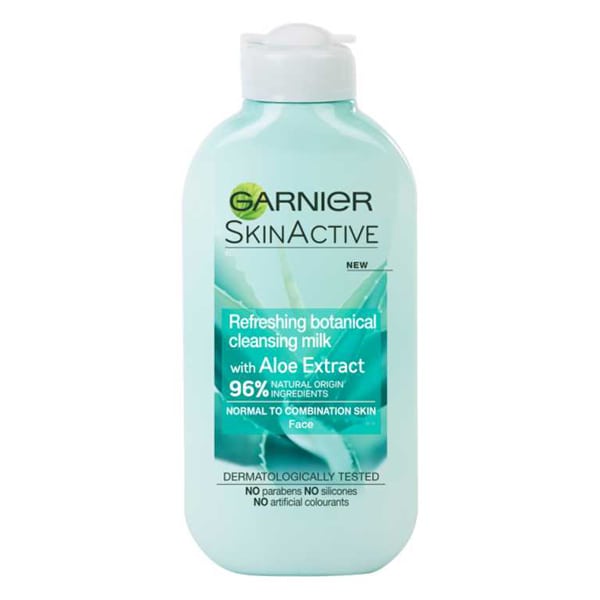 GARNIER
SKINACTIVE
NEW
Refreshing botanical
cleansing milk
with Aloe Extract
96% NATURAL ORIGIN
INGREDIENTS
NORMAL TO COMBINATION SKIN
Face
DERMATOLOGICALLY TESTED
NO parabens NO silicones
NO artificial colourants